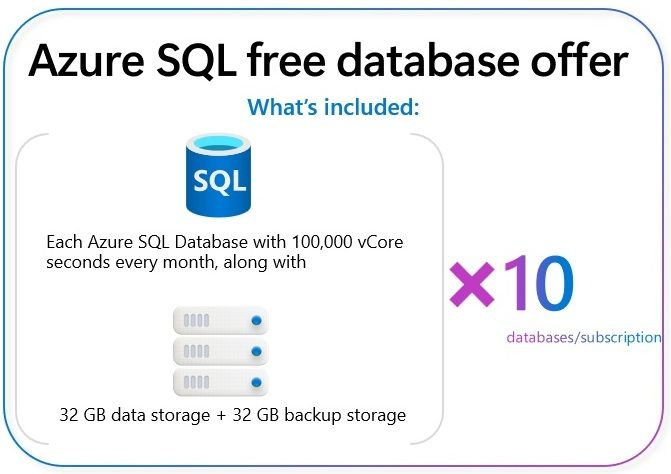 Azure SQL free database offer
What's included:
SQL
Each Azure SQL Database with 100,000 vCore
seconds every month, along with
×10
databases/subscription
32 GB data storage + 32 GB backup storage